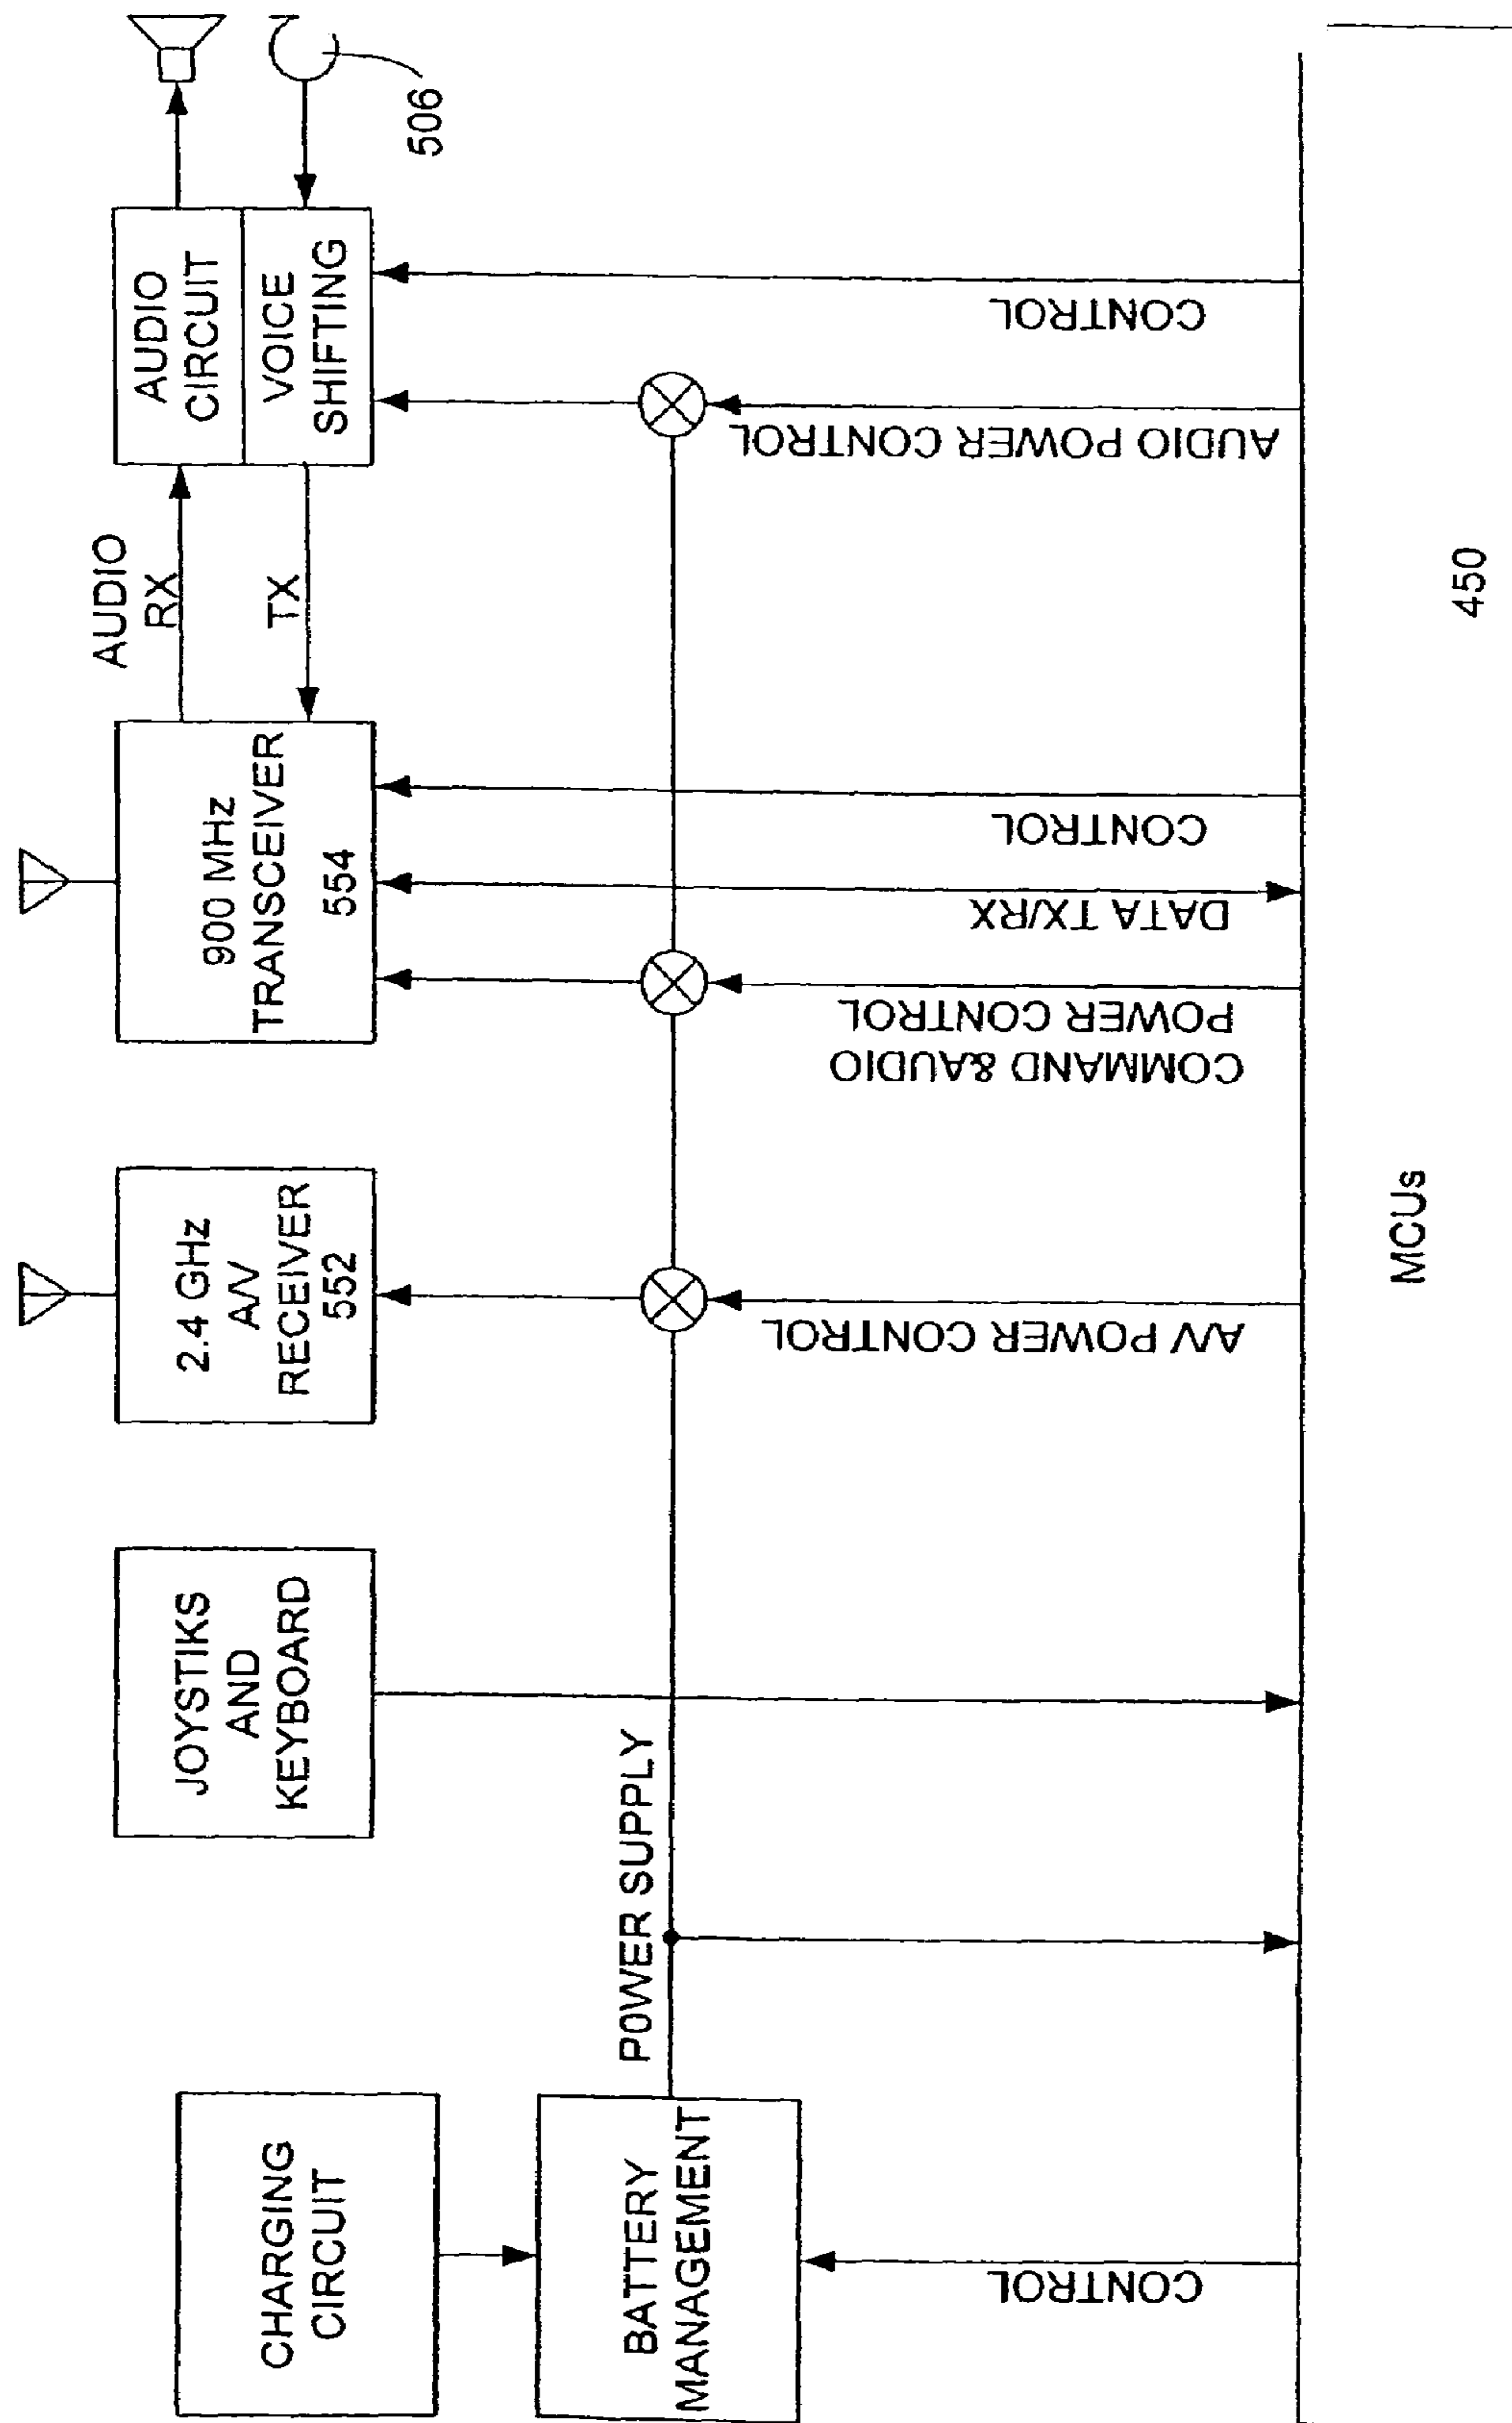 CHARGING
CIRCUIT
BATTERY
MANAGEMENT
CONTROL
POWER SUPPLY
JOYSTIKS
AND
KEYBOARD
2.4 GHz
A/V
RECEIVER
552
A/V POWER CONTROL
900 MHz
TRANSCEIVER
554
COMMAND &AUDIO
POWER CONTROL
DATA TX/RX
CONTROL
AUDIO
RX
TX
AUDIO
CIRCUIT
VOICE
SHIFTING
AUDIO POWER CONTROL
CONTROL
506
MCUs
450